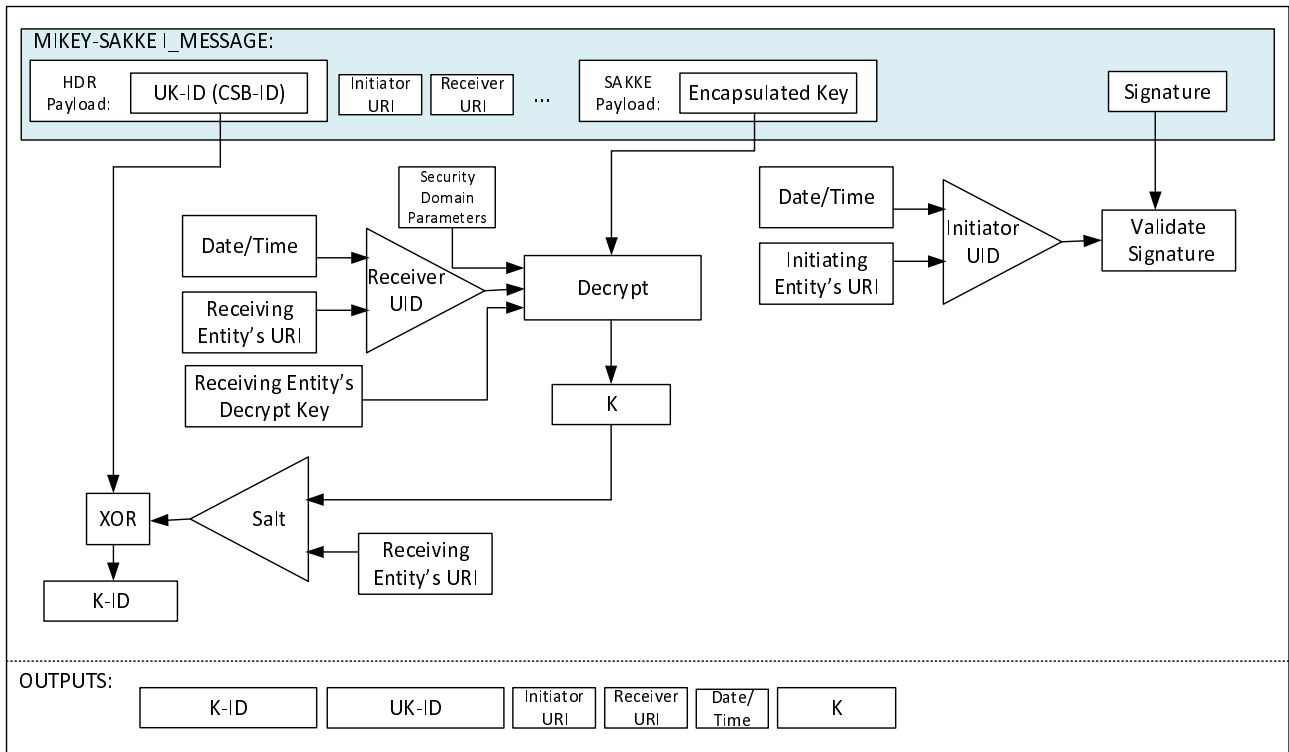 MIKEY-SAKKE I_MESSAGE:
HDR
Payload:
UK-ID (CSB-ID)
Initiator
URI
Receiver
URI
...
SAKKE
Payload:
Encapsulated Key
Signature
Security
Domain
Parameters
Date/Time
Receiving
Entity's URI
Receiver
UID
Receiving Entity's
Decrypt Key
Decrypt
K
Date/Time
Initiating
Entity's URI
Initiator
UID
Validate
Signature
XOR
Salt
Receiving
Entity's URI
K-ID
OUTPUTS:
K-ID
UK-ID
Initiator
URI
Receiver
URI
Date/
Time
K